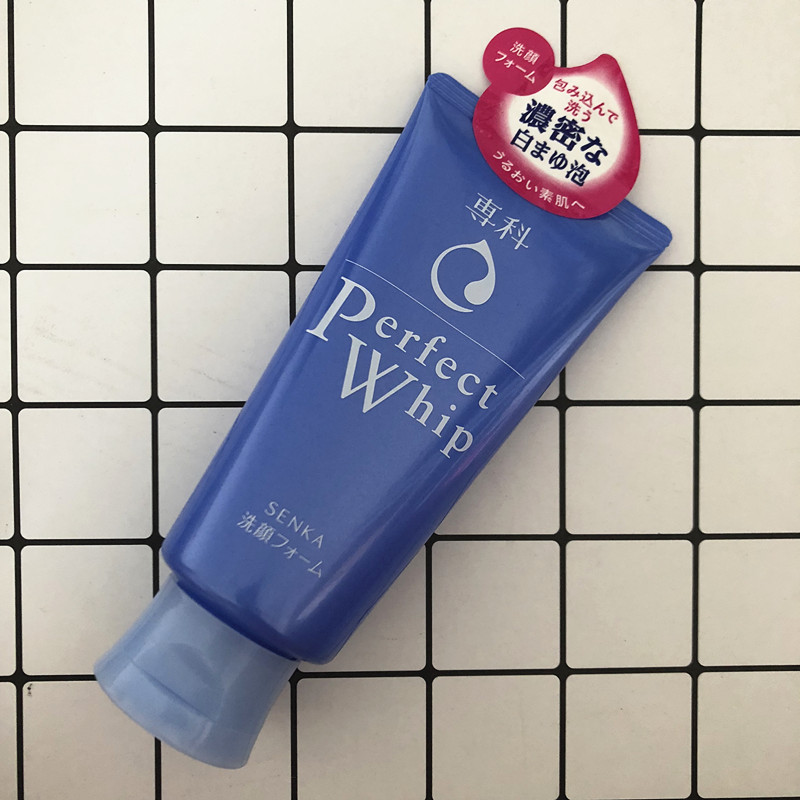 洗顔
フォーム
包み込んで
洗う
濃密な
白まゆ泡
うるおい素肌へ
専科
Perfect
Whip
SENKA
洗顔フォーム